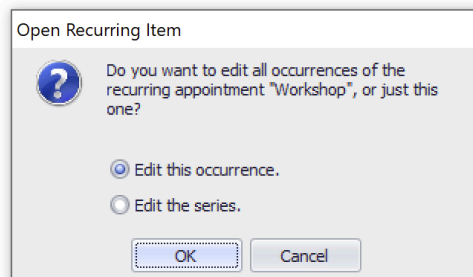 Open Recurring Item
Do you want to edit all occurrences of the
recurring appointment "Workshop", or just this
one?
Edit this occurrence.
Edit the series.
OK
Cancel